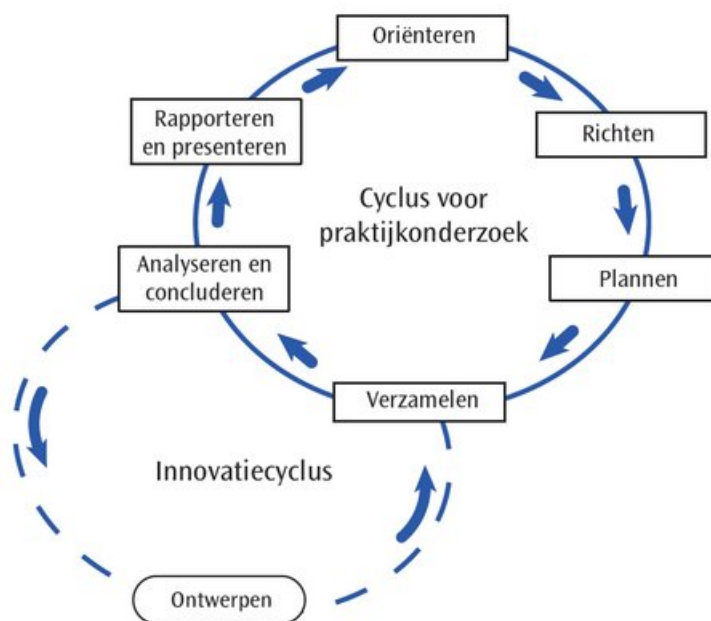 Oriënteren
Rapporteren
en presenteren
Richten
Cyclus voor
praktijkonderzoek
Analyseren en
concluderen
Plannen
Verzamelen
Innovatiecyclus
Ontwerpen